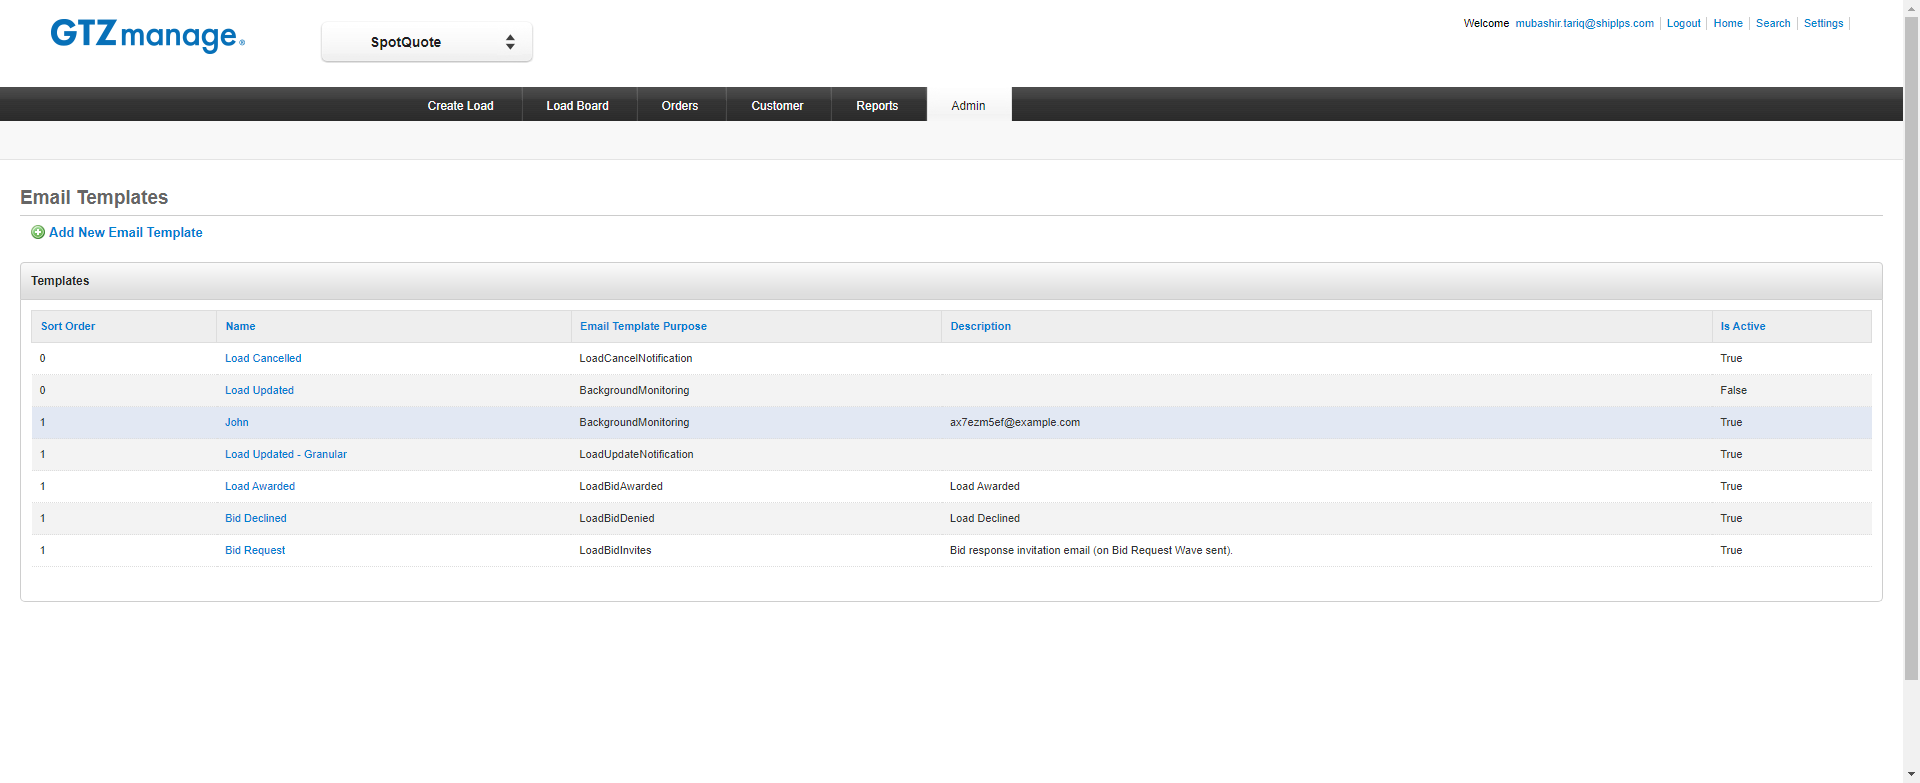 GTZmanage®
SpotQuote
Welcome mubashir.tariq@shiplps.com Logout Home Search Settings
Create Load Load Board Orders Customer Reports Admin
Email Templates
Add New Email Template
Templates
Sort Order Name Email Template Purpose Description Is Active
0 Load Cancelled LoadCancelNotification True
0 Load Updated BackgroundMonitoring False
1 John BackgroundMonitoring ax7ezm5ef@example.com True
1 Load Updated - Granular LoadUpdateNotification True
1 Load Awarded LoadBidAwarded Load Awarded True
1 Bid Declined LoadBidDenied Load Declined True
1 Bid Request LoadBidInvites Bid response invitation email (on Bid Request Wave sent). True